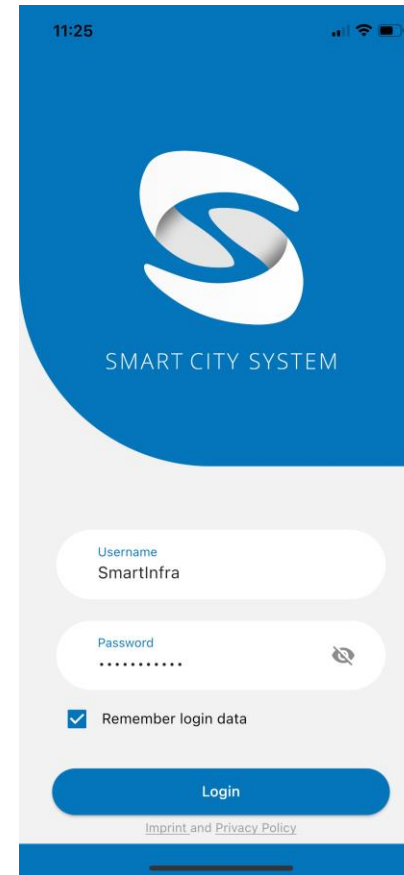 11:25
SMART CITY SYSTEM
Username
SmartInfra
Password
•••••••••••
Remember login data
Login
Imprint and Privacy Policy